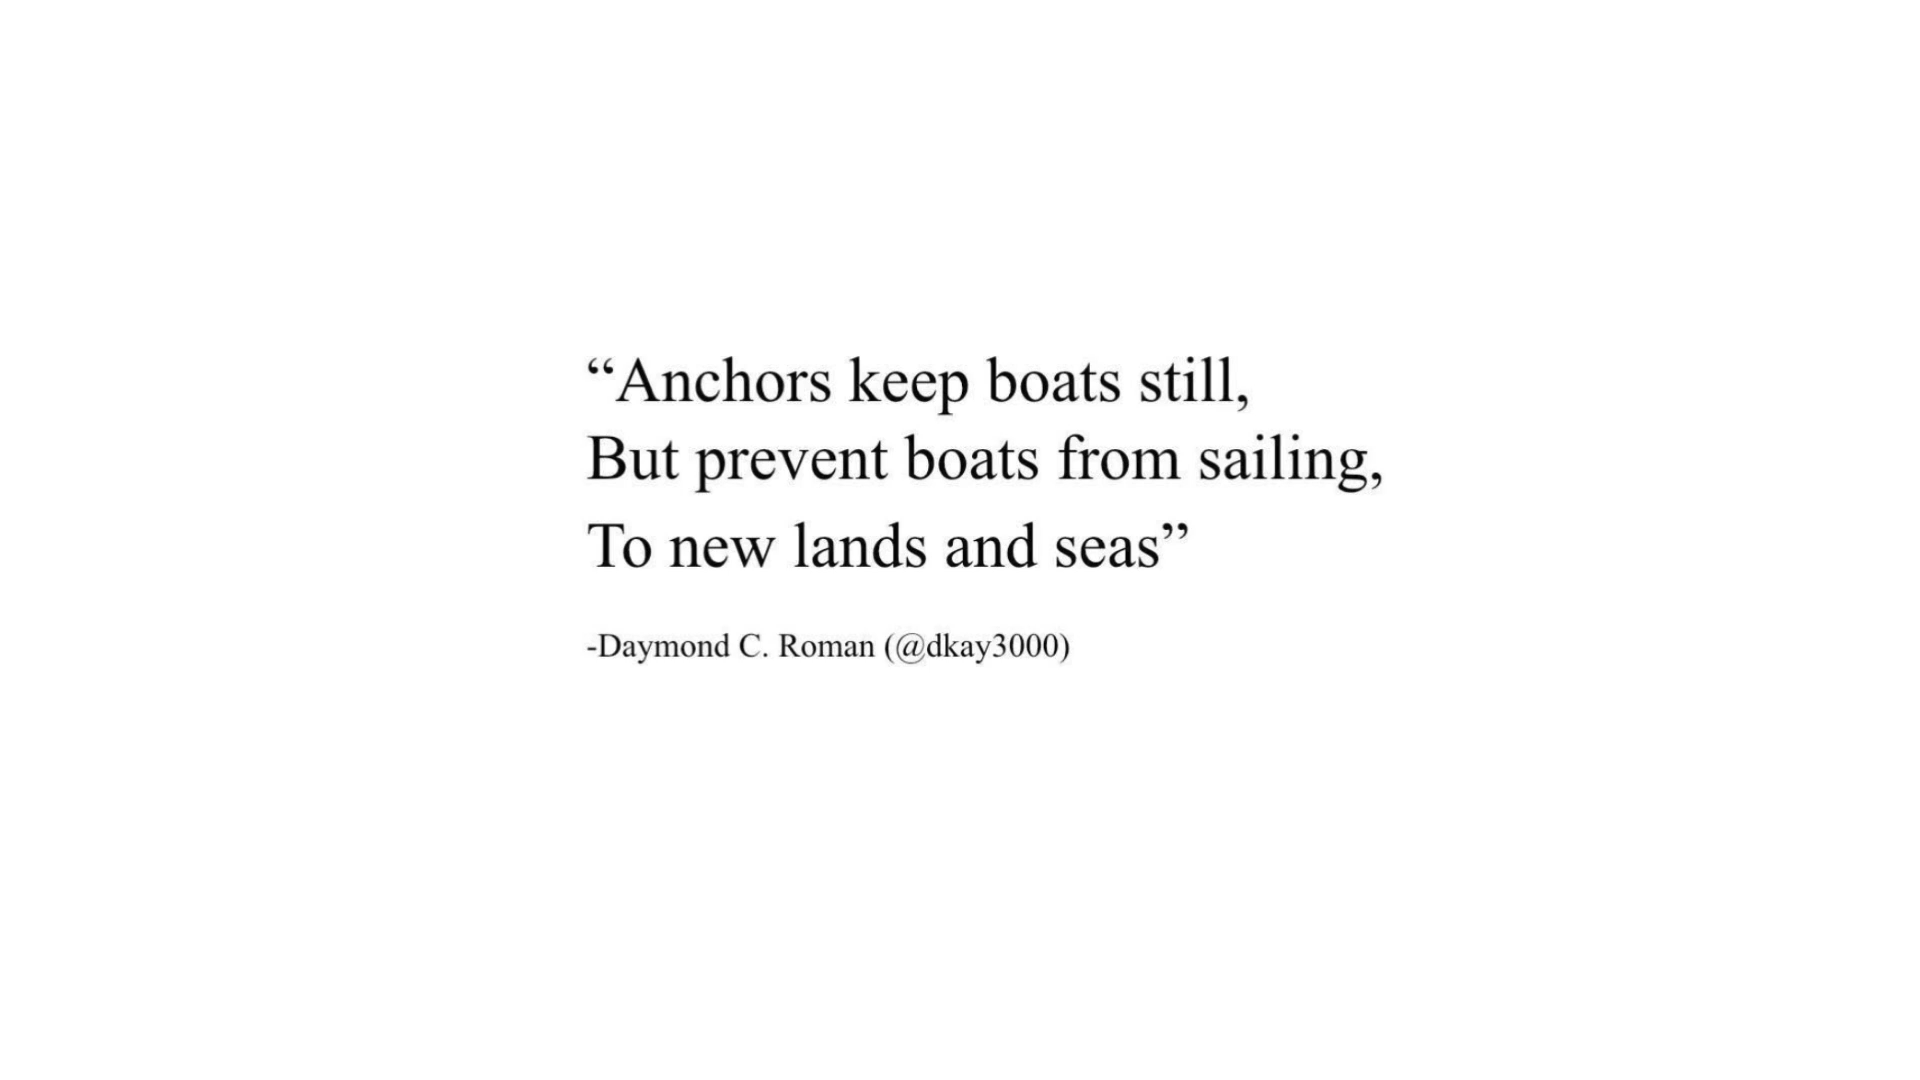 “Anchors keep boats still,
But prevent boats from sailing,
To new lands and seas”
-Daymond C. Roman (@dkay3000)